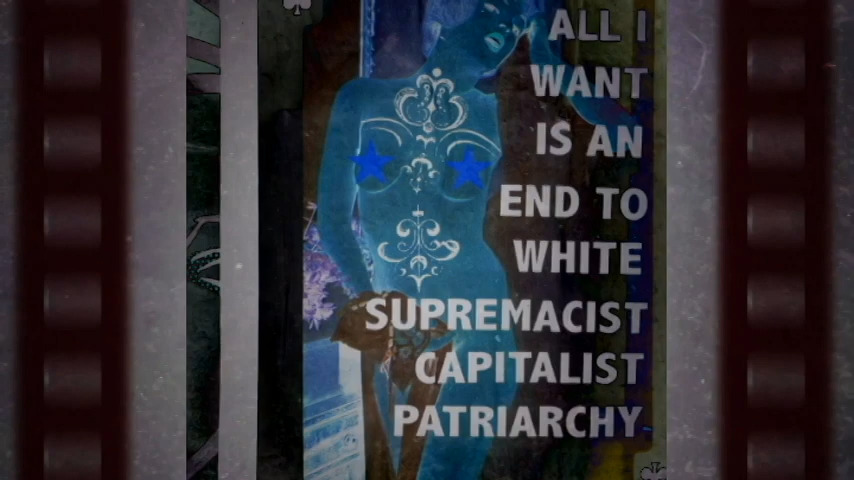 ALL I
WANT
IS AN
END TO
WHITE
SUPREMACIST
CAPITALIST
PATRIARCHY